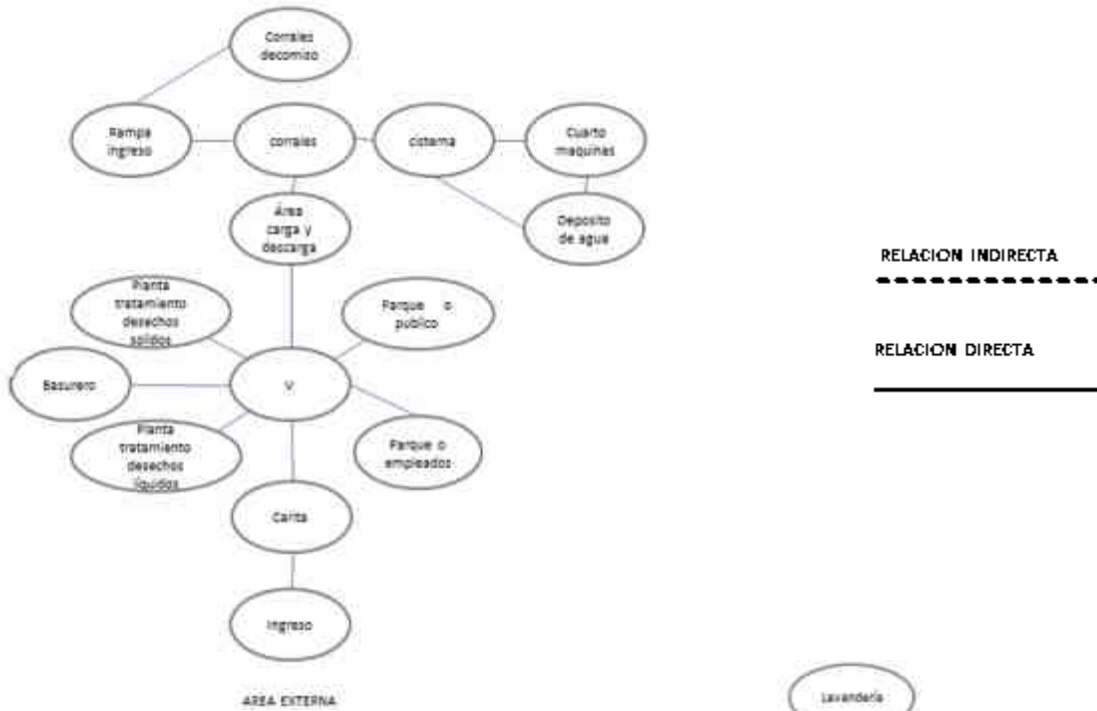 Corrales
decomiso
Rampa
ingreso
corrales
cisterna
Cuarto
maquinas
Área
carga y
descarga
Deposito
de agua
RELACION INDIRECTA
Planta
tratamiento
desechos
solidos
Parque o
publico
RELACION DIRECTA
Basurero
V
Planta
tratamiento
desechos
líquidos
Parque o
empleados
Garita
Ingreso
AREA EXTERNA
Lavandería